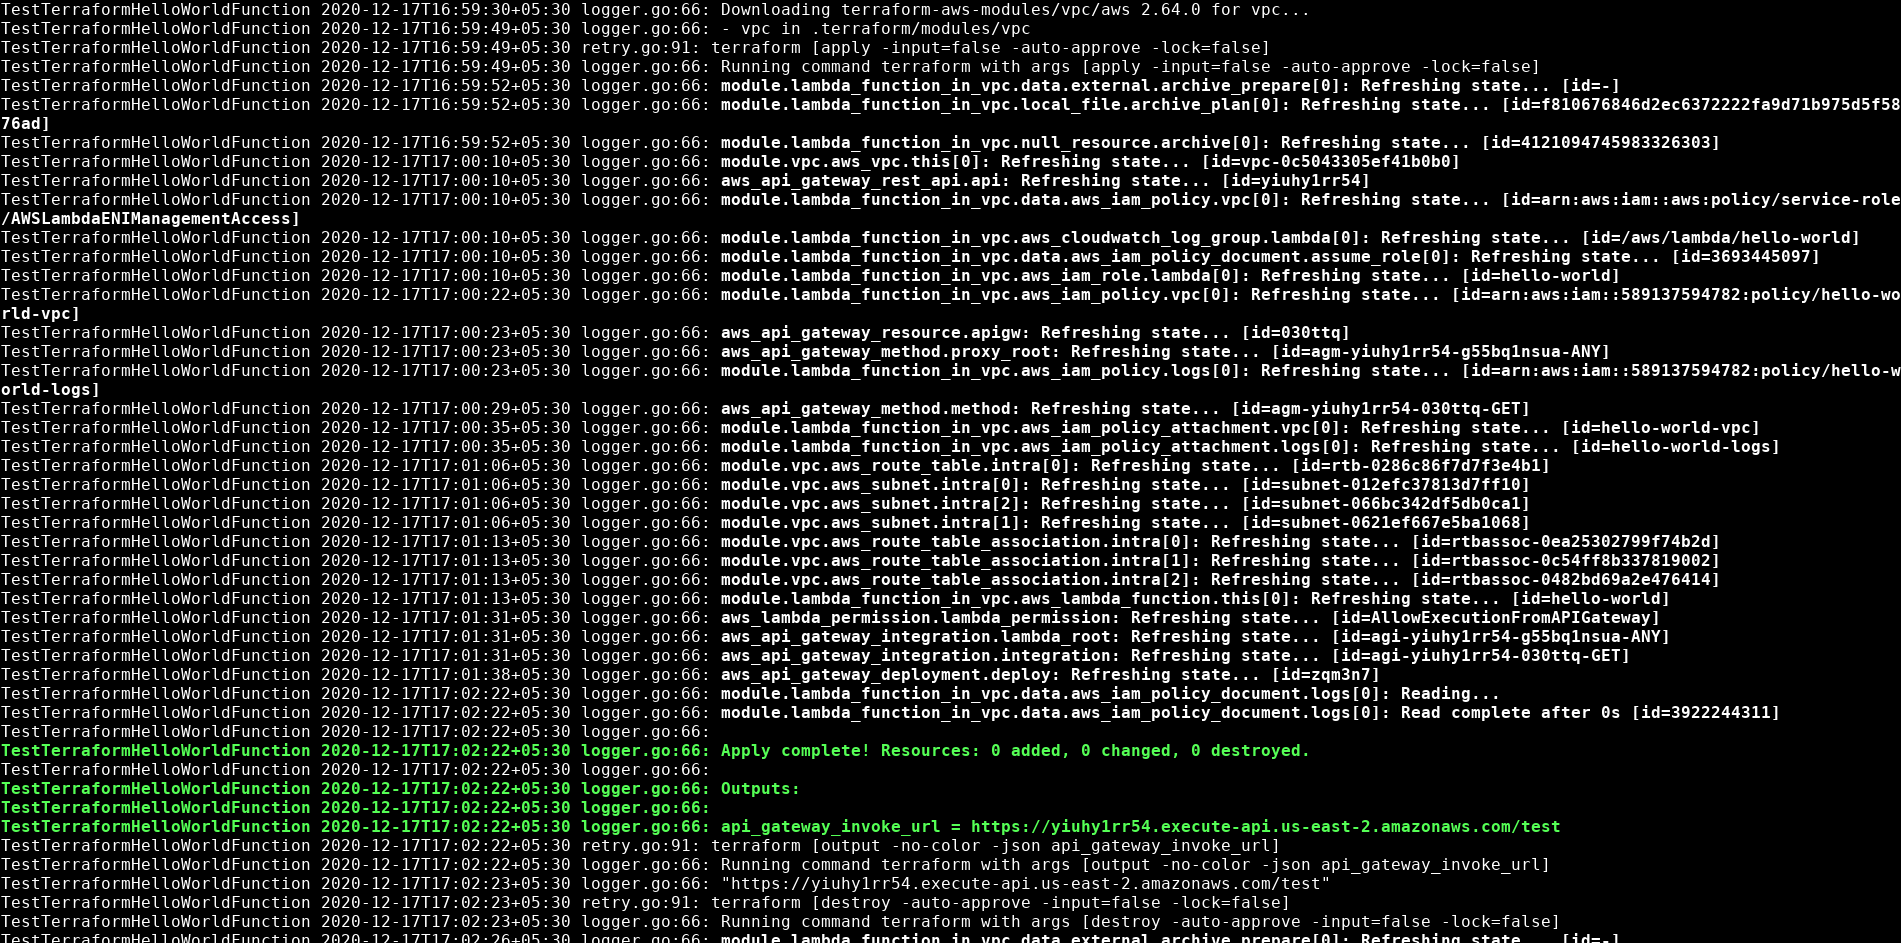 TestTerraformHelloWorldFunction 2020-12-17T16:59:30+05:30 logger.go:66: Downloading terraform-aws-modules/vpc/aws 2.64.0 for vpc...
TestTerraformHelloWorldFunction 2020-12-17T16:59:49+05:30 logger.go:66: - vpc in .terraform/modules/vpc
TestTerraformHelloWorldFunction 2020-12-17T16:59:49+05:30 retry.go:91: terraform [apply -input=false -auto-approve -lock=false]
TestTerraformHelloWorldFunction 2020-12-17T16:59:49+05:30 logger.go:66: Running command terraform with args [apply -input=false -auto-approve -lock=false]
TestTerraformHelloWorldFunction 2020-12-17T16:59:52+05:30 logger.go:66: module.lambda_function_in_vpc.data.external.archive_prepare[0]: Refreshing state... [id=-]
TestTerraformHelloWorldFunction 2020-12-17T16:59:52+05:30 logger.go:66: module.lambda_function_in_vpc.local_file.archive_plan[0]: Refreshing state... [id=f810676846d2ec6372222fa9d71b975d5f58
76ad]
TestTerraformHelloWorldFunction 2020-12-17T16:59:52+05:30 logger.go:66: module.lambda_function_in_vpc.null_resource.archive[0]: Refreshing state... [id=4121094745983326303]
TestTerraformHelloWorldFunction 2020-12-17T17:00:10+05:30 logger.go:66: module.vpc.aws_vpc.this[0]: Refreshing state... [id=vpc-0c5043305ef41b0b0]
TestTerraformHelloWorldFunction 2020-12-17T17:00:10+05:30 logger.go:66: aws_api_gateway_rest_api.api: Refreshing state... [id=yiuhy1rr54]
TestTerraformHelloWorldFunction 2020-12-17T17:00:10+05:30 logger.go:66: module.lambda_function_in_vpc.data.aws_iam_policy.vpc[0]: Refreshing state... [id=arn:aws:iam::aws:policy/service-role
/AWSLambdaENIManagementAccess]
TestTerraformHelloWorldFunction 2020-12-17T17:00:10+05:30 logger.go:66: module.lambda_function_in_vpc.aws_cloudwatch_log_group.lambda[0]: Refreshing state... [id=/aws/lambda/hello-world]
TestTerraformHelloWorldFunction 2020-12-17T17:00:10+05:30 logger.go:66: module.lambda_function_in_vpc.data.aws_iam_policy_document.assume_role[0]: Refreshing state... [id=3693445097]
TestTerraformHelloWorldFunction 2020-12-17T17:00:10+05:30 logger.go:66: module.lambda_function_in_vpc.aws_iam_role.lambda[0]: Refreshing state... [id=hello-world]
TestTerraformHelloWorldFunction 2020-12-17T17:00:22+05:30 logger.go:66: module.lambda_function_in_vpc.aws_iam_policy.vpc[0]: Refreshing state... [id=arn:aws:iam::589137594782:policy/hello-wo
rld-vpc]
TestTerraformHelloWorldFunction 2020-12-17T17:00:23+05:30 logger.go:66: aws_api_gateway_resource.apigw: Refreshing state... [id=030ttq]
TestTerraformHelloWorldFunction 2020-12-17T17:00:23+05:30 logger.go:66: aws_api_gateway_method.proxy_root: Refreshing state... [id=agm-yiuhy1rr54-g55bq1nsua-ANY]
TestTerraformHelloWorldFunction 2020-12-17T17:00:23+05:30 logger.go:66: module.lambda_function_in_vpc.aws_iam_policy.logs[0]: Refreshing state... [id=arn:aws:iam::589137594782:policy/hello-w
orld-logs]
TestTerraformHelloWorldFunction 2020-12-17T17:00:29+05:30 logger.go:66: aws_api_gateway_method.method: Refreshing state... [id=agm-yiuhy1rr54-030ttq-GET]
TestTerraformHelloWorldFunction 2020-12-17T17:00:35+05:30 logger.go:66: module.lambda_function_in_vpc.aws_iam_policy_attachment.vpc[0]: Refreshing state... [id=hello-world-vpc]
TestTerraformHelloWorldFunction 2020-12-17T17:00:35+05:30 logger.go:66: module.lambda_function_in_vpc.aws_iam_policy_attachment.logs[0]: Refreshing state... [id=hello-world-logs]
TestTerraformHelloWorldFunction 2020-12-17T17:01:06+05:30 logger.go:66: module.vpc.aws_route_table.intra[0]: Refreshing state... [id=rtb-0286c86f7d7f3e4b1]
TestTerraformHelloWorldFunction 2020-12-17T17:01:06+05:30 logger.go:66: module.vpc.aws_subnet.intra[0]: Refreshing state... [id=subnet-012efc37813d7ff10]
TestTerraformHelloWorldFunction 2020-12-17T17:01:06+05:30 logger.go:66: module.vpc.aws_subnet.intra[2]: Refreshing state... [id=subnet-066bc342df5db0ca1]
TestTerraformHelloWorldFunction 2020-12-17T17:01:06+05:30 logger.go:66: module.vpc.aws_subnet.intra[1]: Refreshing state... [id=subnet-0621ef667e5ba1068]
TestTerraformHelloWorldFunction 2020-12-17T17:01:13+05:30 logger.go:66: module.vpc.aws_route_table_association.intra[0]: Refreshing state... [id=rtbassoc-0ea25302799f74b2d]
TestTerraformHelloWorldFunction 2020-12-17T17:01:13+05:30 logger.go:66: module.vpc.aws_route_table_association.intra[1]: Refreshing state... [id=rtbassoc-0c54ff8b337819002]
TestTerraformHelloWorldFunction 2020-12-17T17:01:13+05:30 logger.go:66: module.vpc.aws_route_table_association.intra[2]: Refreshing state... [id=rtbassoc-0482bd69a2e476414]
TestTerraformHelloWorldFunction 2020-12-17T17:01:13+05:30 logger.go:66: module.lambda_function_in_vpc.aws_lambda_function.this[0]: Refreshing state... [id=hello-world]
TestTerraformHelloWorldFunction 2020-12-17T17:01:31+05:30 logger.go:66: aws_lambda_permission.lambda_permission: Refreshing state... [id=AllowExecutionFromAPIGateway]
TestTerraformHelloWorldFunction 2020-12-17T17:01:31+05:30 logger.go:66: aws_api_gateway_integration.lambda_root: Refreshing state... [id=agi-yiuhy1rr54-g55bq1nsua-ANY]
TestTerraformHelloWorldFunction 2020-12-17T17:01:31+05:30 logger.go:66: aws_api_gateway_integration.integration: Refreshing state... [id=agi-yiuhy1rr54-030ttq-GET]
TestTerraformHelloWorldFunction 2020-12-17T17:01:38+05:30 logger.go:66: aws_api_gateway_deployment.deploy: Refreshing state... [id=zqm3n7]
TestTerraformHelloWorldFunction 2020-12-17T17:02:22+05:30 logger.go:66: module.lambda_function_in_vpc.data.aws_iam_policy_document.logs[0]: Reading...
TestTerraformHelloWorldFunction 2020-12-17T17:02:22+05:30 logger.go:66: module.lambda_function_in_vpc.data.aws_iam_policy_document.logs[0]: Read complete after 0s [id=3922244311]
TestTerraformHelloWorldFunction 2020-12-17T17:02:22+05:30 logger.go:66:
TestTerraformHelloWorldFunction 2020-12-17T17:02:22+05:30 logger.go:66: Apply complete! Resources: 0 added, 0 changed, 0 destroyed.
TestTerraformHelloWorldFunction 2020-12-17T17:02:22+05:30 logger.go:66:
TestTerraformHelloWorldFunction 2020-12-17T17:02:22+05:30 logger.go:66: Outputs:
TestTerraformHelloWorldFunction 2020-12-17T17:02:22+05:30 logger.go:66:
TestTerraformHelloWorldFunction 2020-12-17T17:02:22+05:30 logger.go:66: api_gateway_invoke_url = https://yiuhy1rr54.execute-api.us-east-2.amazonaws.com/test
TestTerraformHelloWorldFunction 2020-12-17T17:02:22+05:30 retry.go:91: terraform [output -no-color -json api_gateway_invoke_url]
TestTerraformHelloWorldFunction 2020-12-17T17:02:22+05:30 logger.go:66: Running command terraform with args [output -no-color -json api_gateway_invoke_url]
TestTerraformHelloWorldFunction 2020-12-17T17:02:23+05:30 logger.go:66: "https://yiuhy1rr54.execute-api.us-east-2.amazonaws.com/test"
TestTerraformHelloWorldFunction 2020-12-17T17:02:23+05:30 retry.go:91: terraform [destroy -auto-approve -input=false -lock=false]
TestTerraformHelloWorldFunction 2020-12-17T17:02:23+05:30 logger.go:66: Running command terraform with args [destroy -auto-approve -input=false -lock=false]
TestTerraformHelloWorldFunction 2020-12-17T17:02:26+05:30 logger.go:66: module.lambda_function_in_vpc.data.external.archive_prepare[0]: Refreshing state... [id=-]